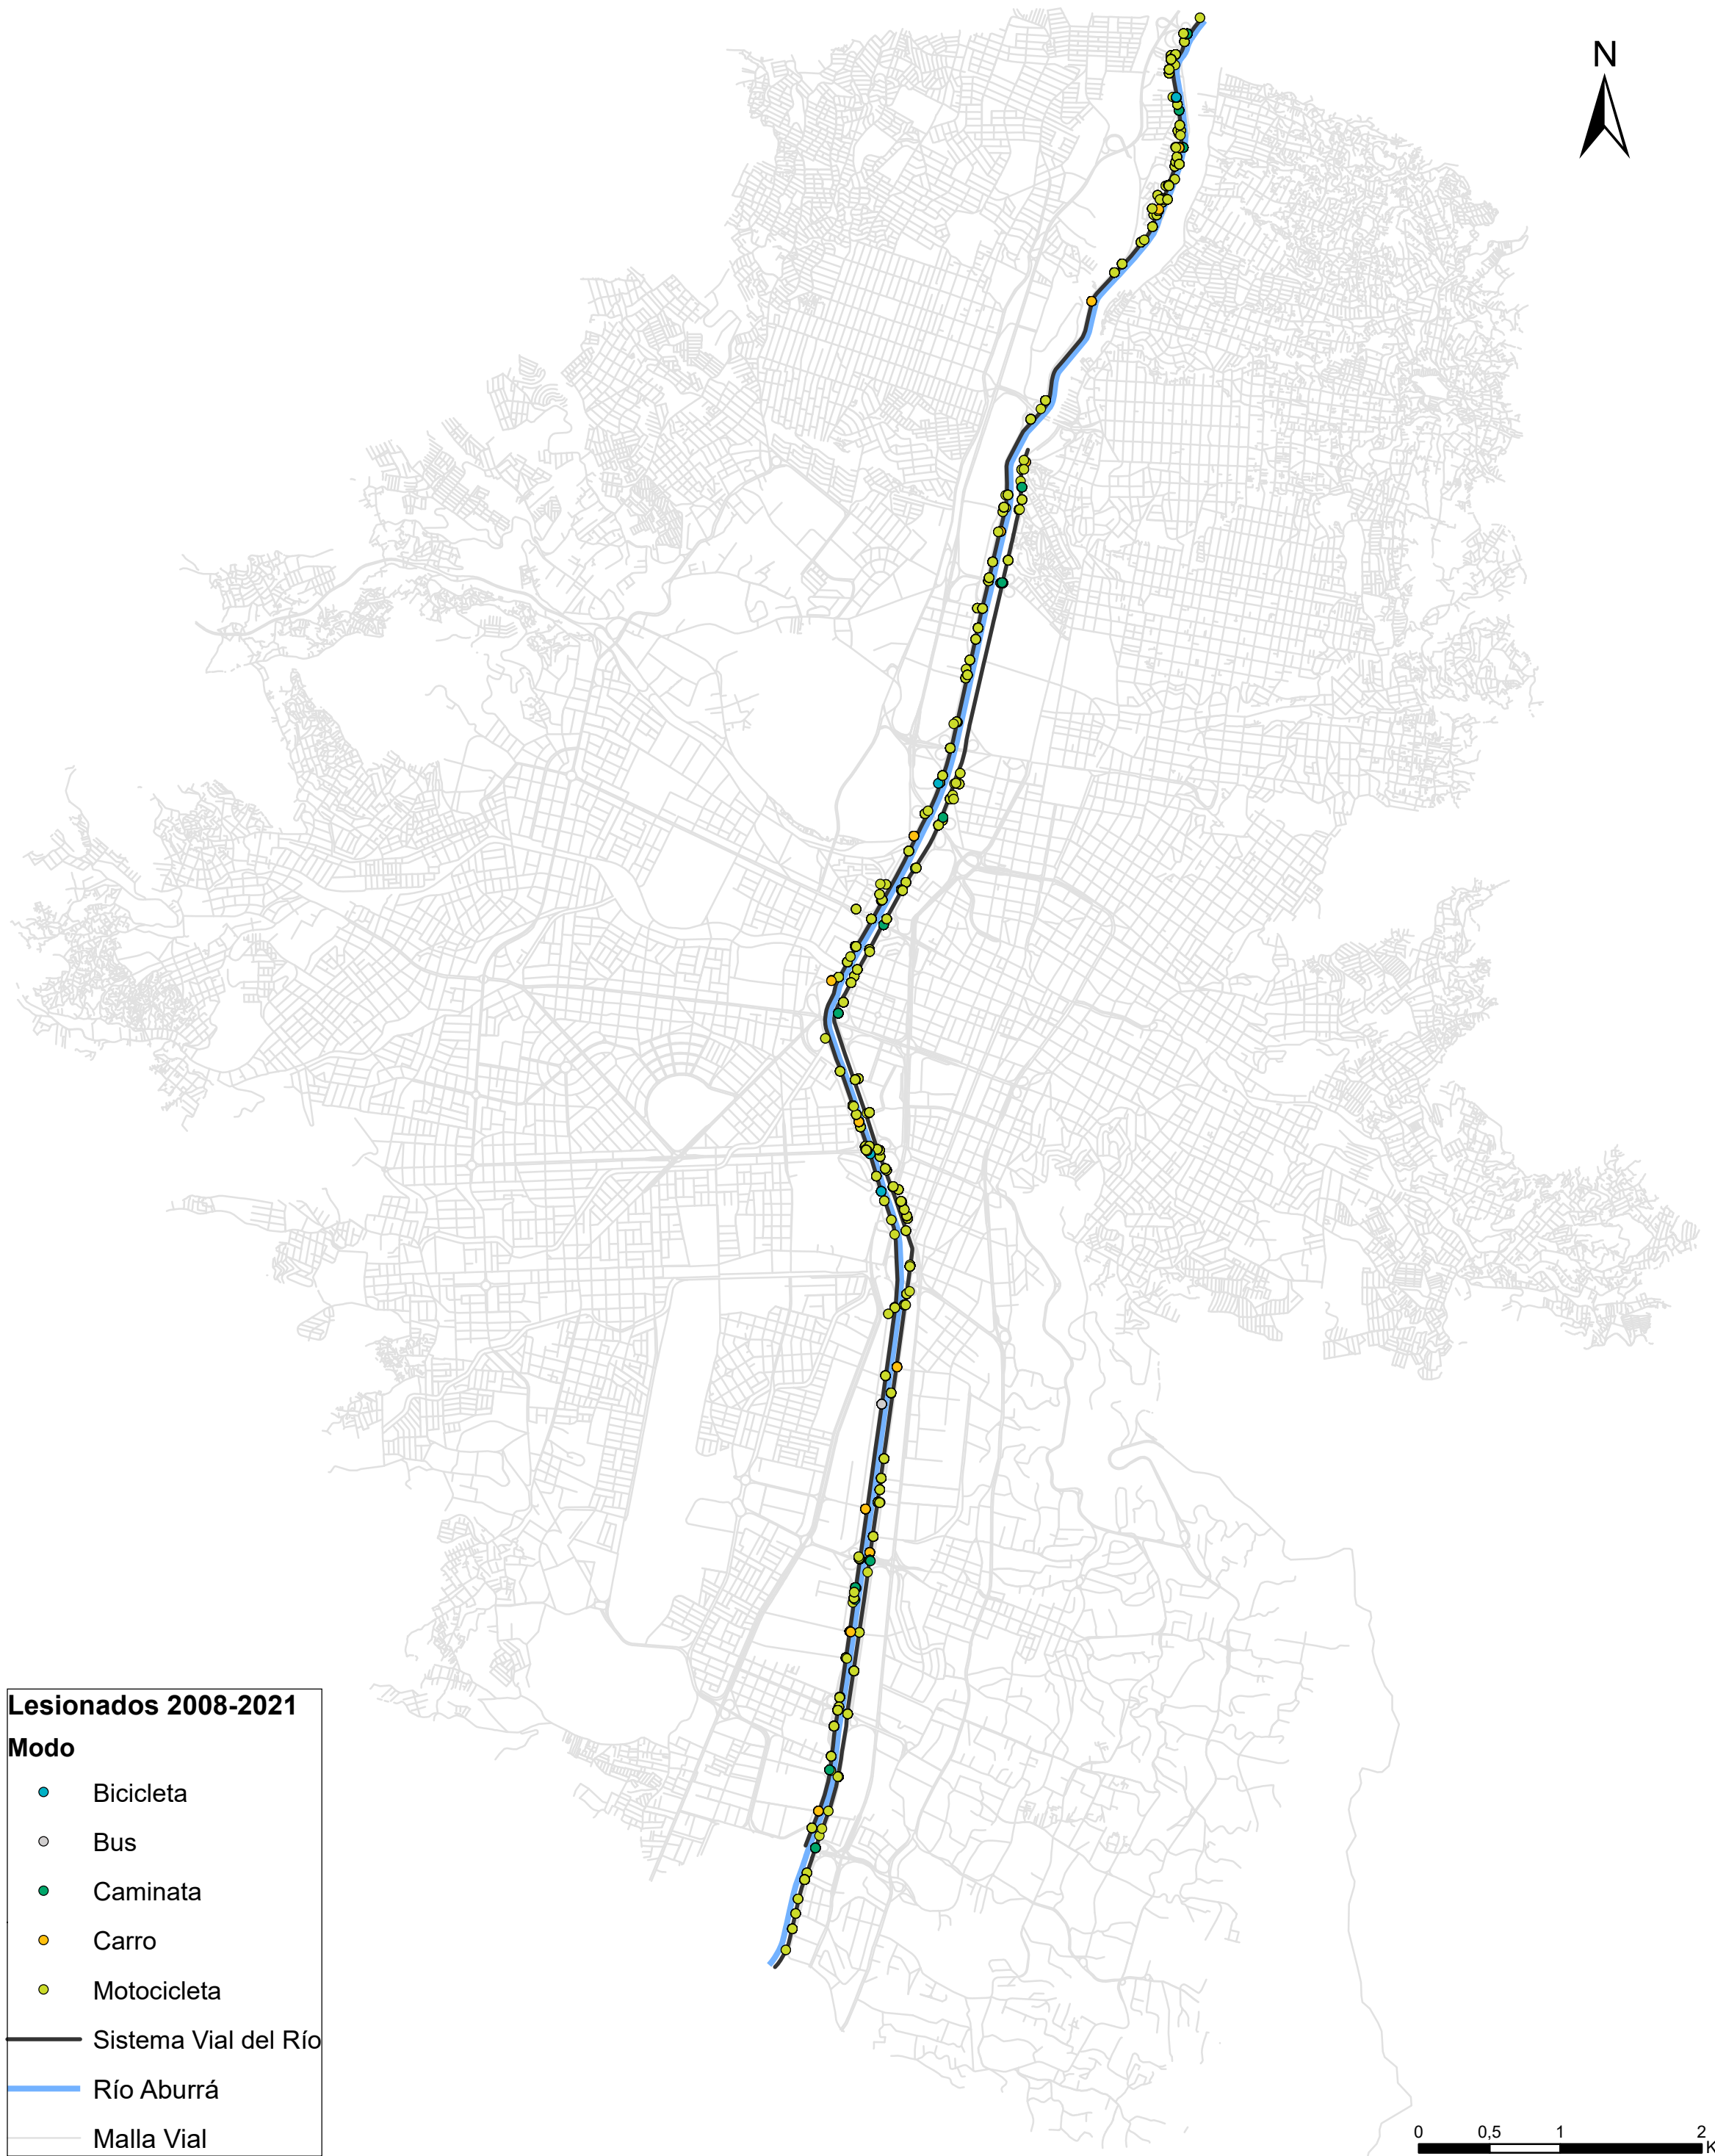 N
Lesionados 2008-2021
Modo
Bicicleta
Bus
Caminata
Carro
Motocicleta
Sistema Vial del Río
Río Aburrá
Malla Vial
0 0,5 1 2
K